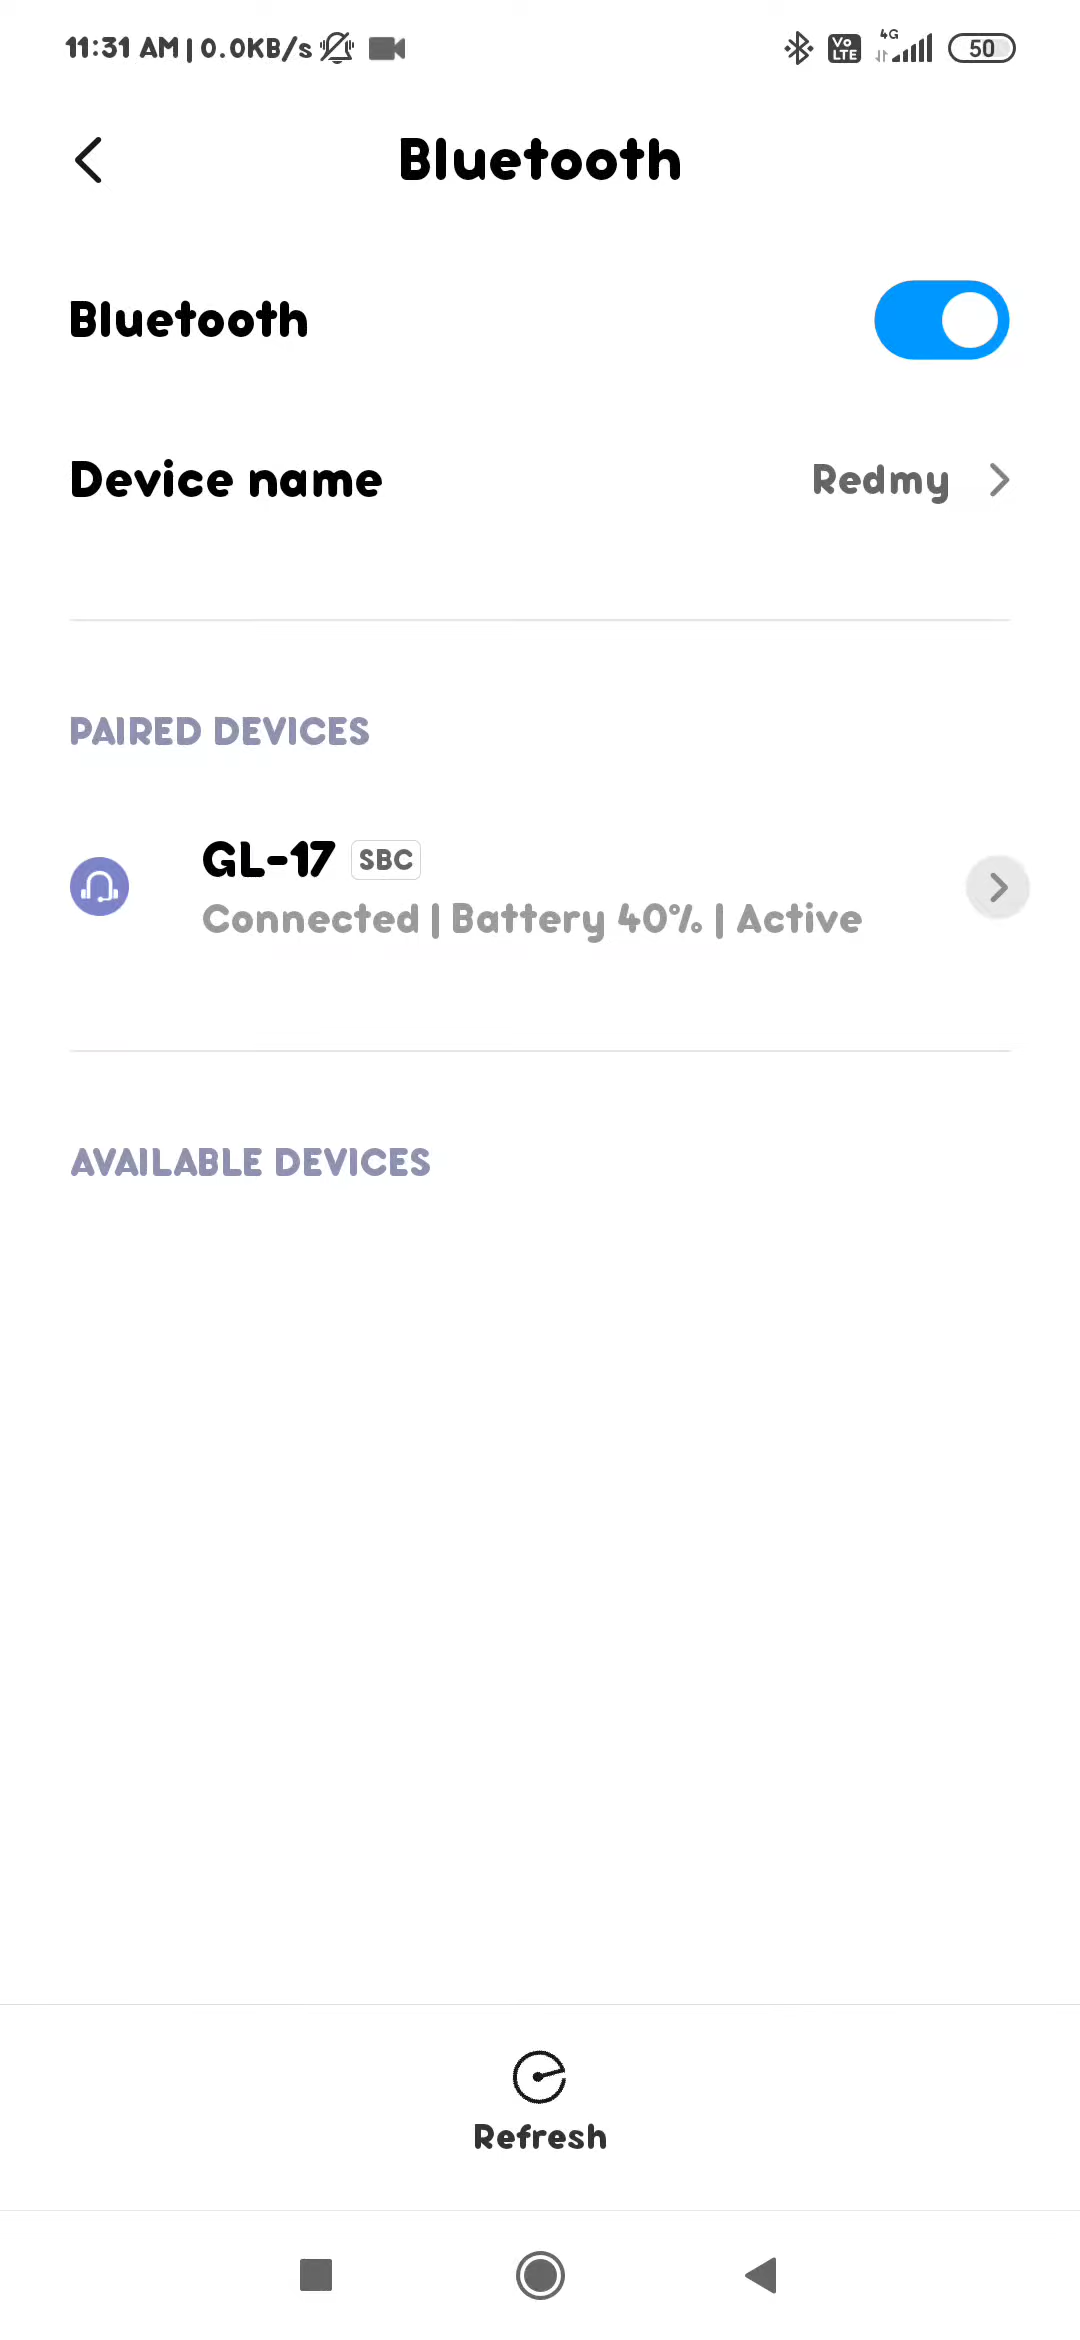 11:31 AM | 0.0KB/s Vo LTE 4G 50
Bluetooth
Bluetooth
Device name Redmy
PAIRED DEVICES
GL-17 SBC
Connected | Battery 40% | Active
AVAILABLE DEVICES
Refresh